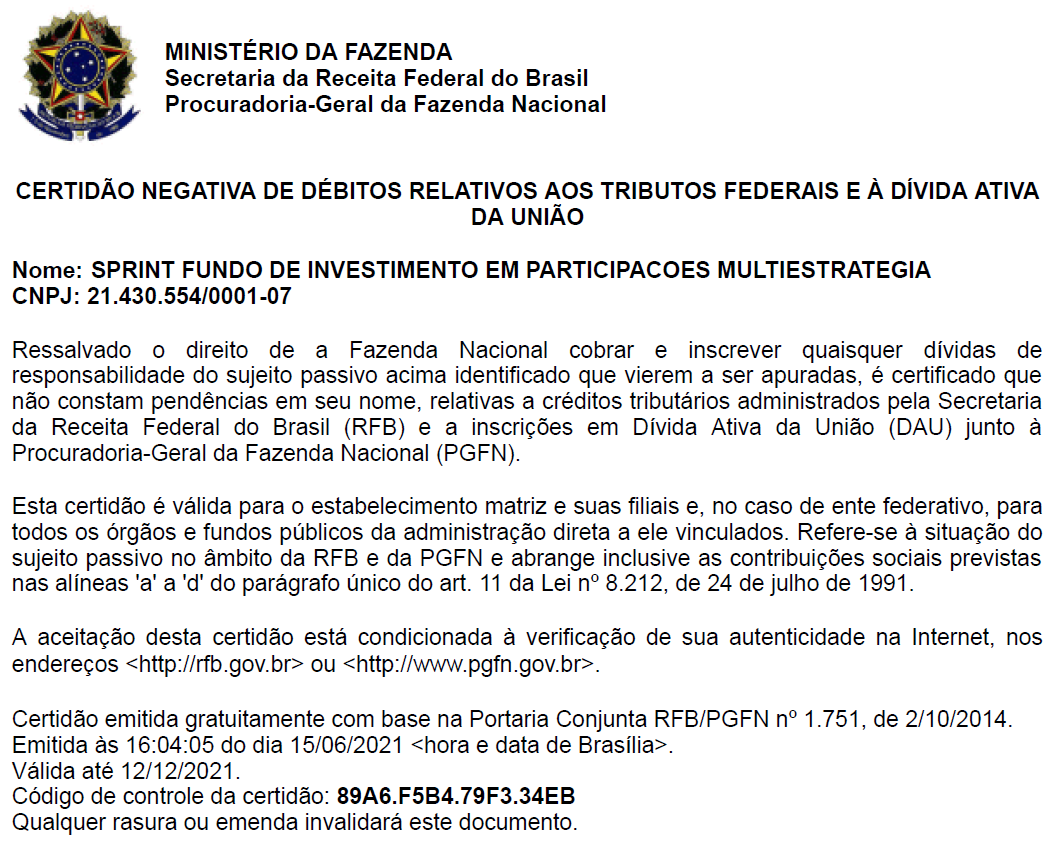 MINISTÉRIO DA FAZENDA
Secretaria da Receita Federal do Brasil
Procuradoria-Geral da Fazenda Nacional
CERTIDÃO NEGATIVA DE DÉBITOS RELATIVOS AOS TRIBUTOS FEDERAIS E À DÍVIDA ATIVA
DA UNIÃO
Nome: SPRINT FUNDO DE INVESTIMENTO EM PARTICIPACOES MULTIESTRATEGIA
CNPJ: 21.430.554/0001-07
Ressalvado o direito de a Fazenda Nacional cobrar e inscrever quaisquer dívidas de
responsabilidade do sujeito passivo acima identificado que vierem a ser apuradas, é certificado que
não constam pendências em seu nome, relativas a créditos tributários administrados pela Secretaria
da Receita Federal do Brasil (RFB) e a inscrições em Dívida Ativa da União (DAU) junto à
Procuradoria-Geral da Fazenda Nacional (PGFN).
Esta certidão é válida para o estabelecimento matriz e suas filiais e, no caso de ente federativo, para
todos os órgãos e fundos públicos da administração direta a ele vinculados. Refere-se à situação do
sujeito passivo no âmbito da RFB e da PGFN e abrange inclusive as contribuições sociais previstas
nas alíneas 'a' a 'd' do parágrafo único do art. 11 da Lei nº 8.212, de 24 de julho de 1991.
A aceitação desta certidão está condicionada à verificação de sua autenticidade na Internet, nos
endereços <http://rfb.gov.br> ou <http://www.pgfn.gov.br>.
Certidão emitida gratuitamente com base na Portaria Conjunta RFB/PGFN nº 1.751, de 2/10/2014.
Emitida às 16:04:05 do dia 15/06/2021 <hora e data de Brasília>.
Válida até 12/12/2021.
Código de controle da certidão: 89A6.F5B4.79F3.34EB
Qualquer rasura ou emenda invalidará este documento.